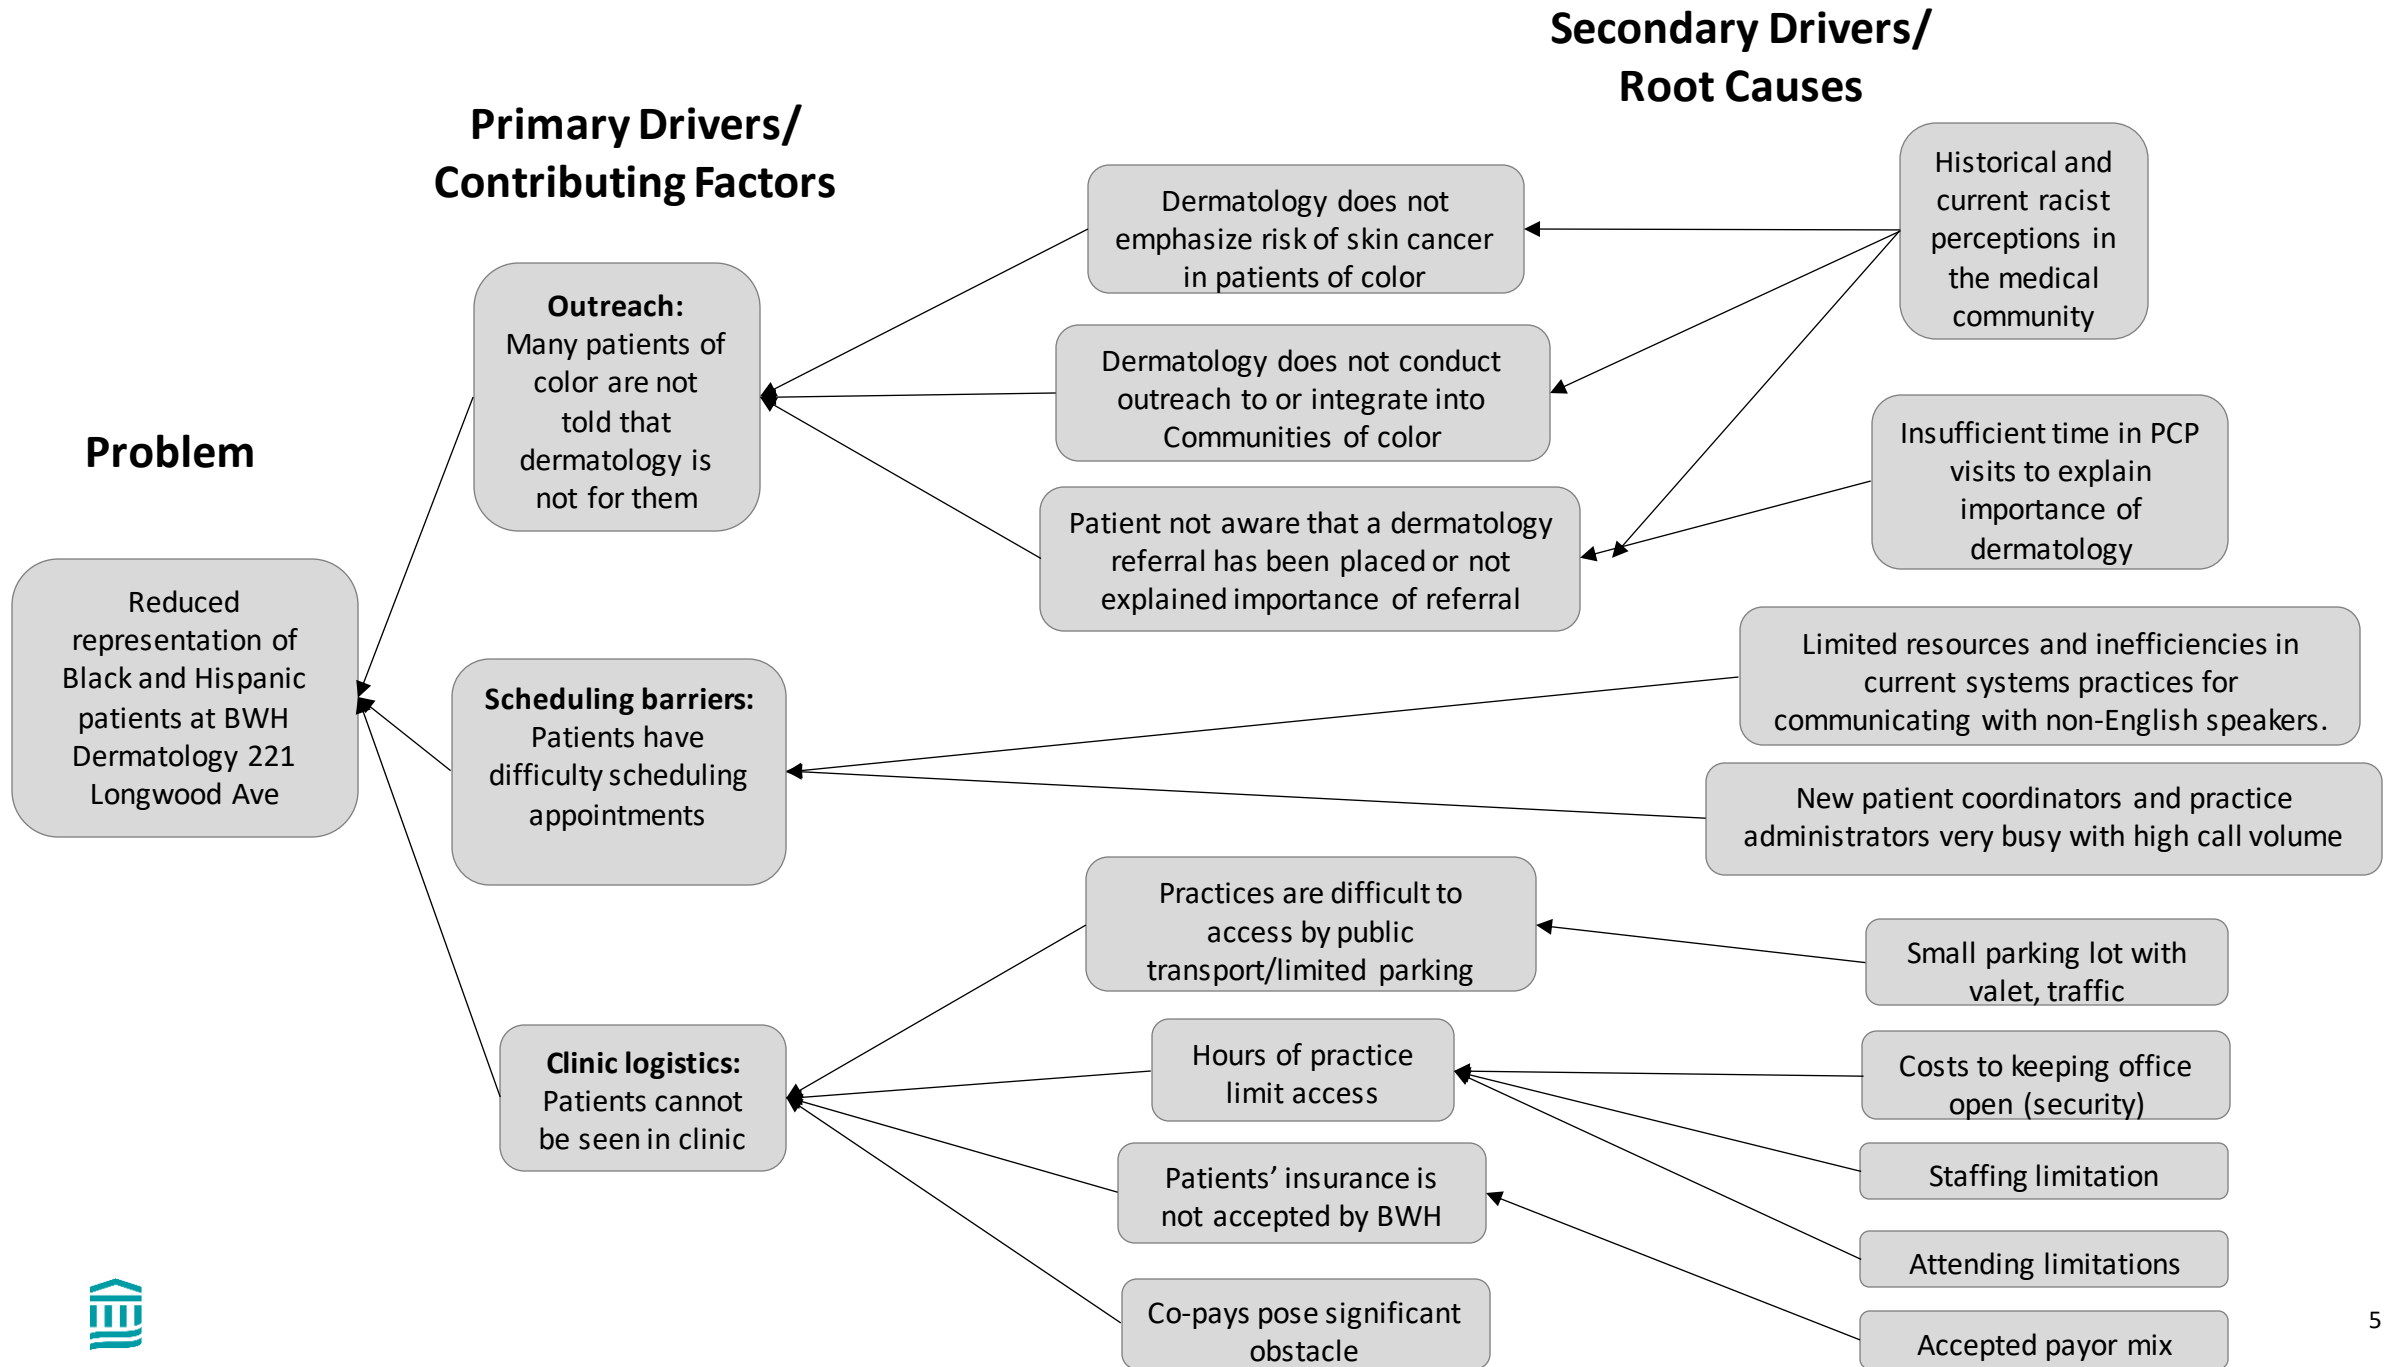 Problem
Reduced
representation of
Black and Hispanic
patients at BWH
Dermatology 221
Longwood Ave
Primary Drivers/
Contributing Factors
Outreach:
Many patients of
color are not
told that
dermatology is
not for them
Scheduling barriers:
Patients have
difficulty scheduling
appointments
Clinic logistics:
Patients cannot
be seen in clinic
Secondary Drivers/
Root Causes
Dermatology does not
emphasize risk of skin cancer
in patients of color
Dermatology does not conduct
outreach to or integrate into
Communities of color
Patient not aware that a dermatology
referral has been placed or not
explained importance of referral
Practices are difficult to
access by public
transport/limited parking
Hours of practice
limit access
Patients’ insurance is
not accepted by BWH
Co-pays pose significant
obstacle
Historical and
current racist
perceptions in
the medical
community
Insufficient time in PCP
visits to explain
importance of
dermatology
Limited resources and inefficiencies in
current systems practices for
communicating with non-English speakers.
New patient coordinators and practice
administrators very busy with high call volume
Small parking lot with
valet, traffic
Costs to keeping office
open (security)
Staffing limitation
Attending limitations
Accepted payor mix
5